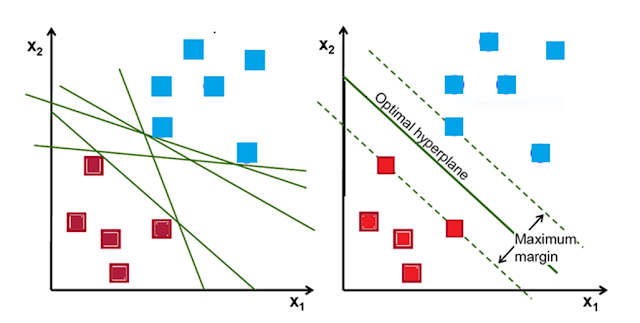 x₂
x₁
x₂
Optimal hyperplane
Maximum
margin
x₁